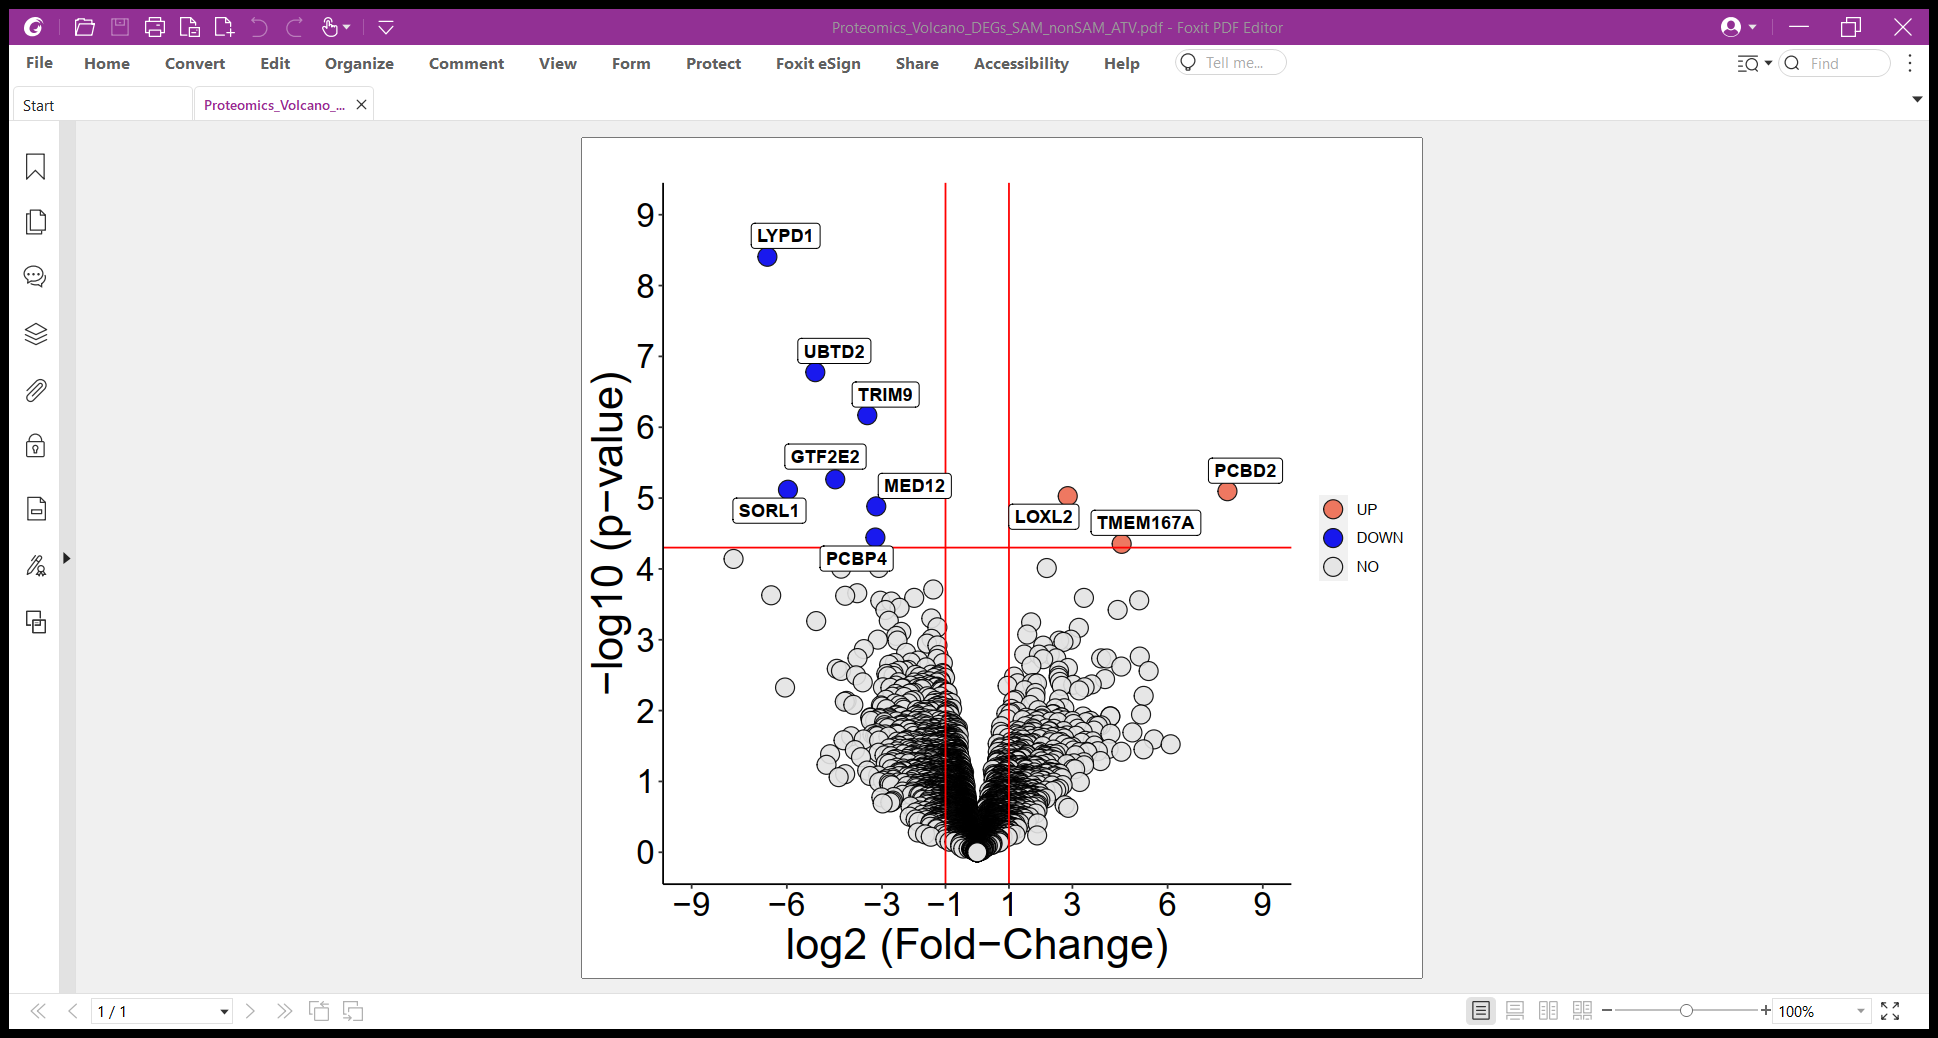 Proteomics_Volcano_DEGs_SAM_nonSAM_ATV.pdf - Foxit PDF Editor
File Home Convert Edit Organize Comment View Form Protect Foxit eSign Share Accessibility Help Tell me... Find
Start Proteomics_Volcano_...
9
LYPD1
8
UBTD2
7
TRIM9
6
GTF2E2
PCBD2
MED12
5
SORL1
LOXL2
TMEM167A
UP
DOWN
PCBP4
NO
4
3
2
1
0
−log10 (p−value)
−9 −6 −3 −1 1 3 6 9
log2 (Fold−Change)
1 / 1
100%